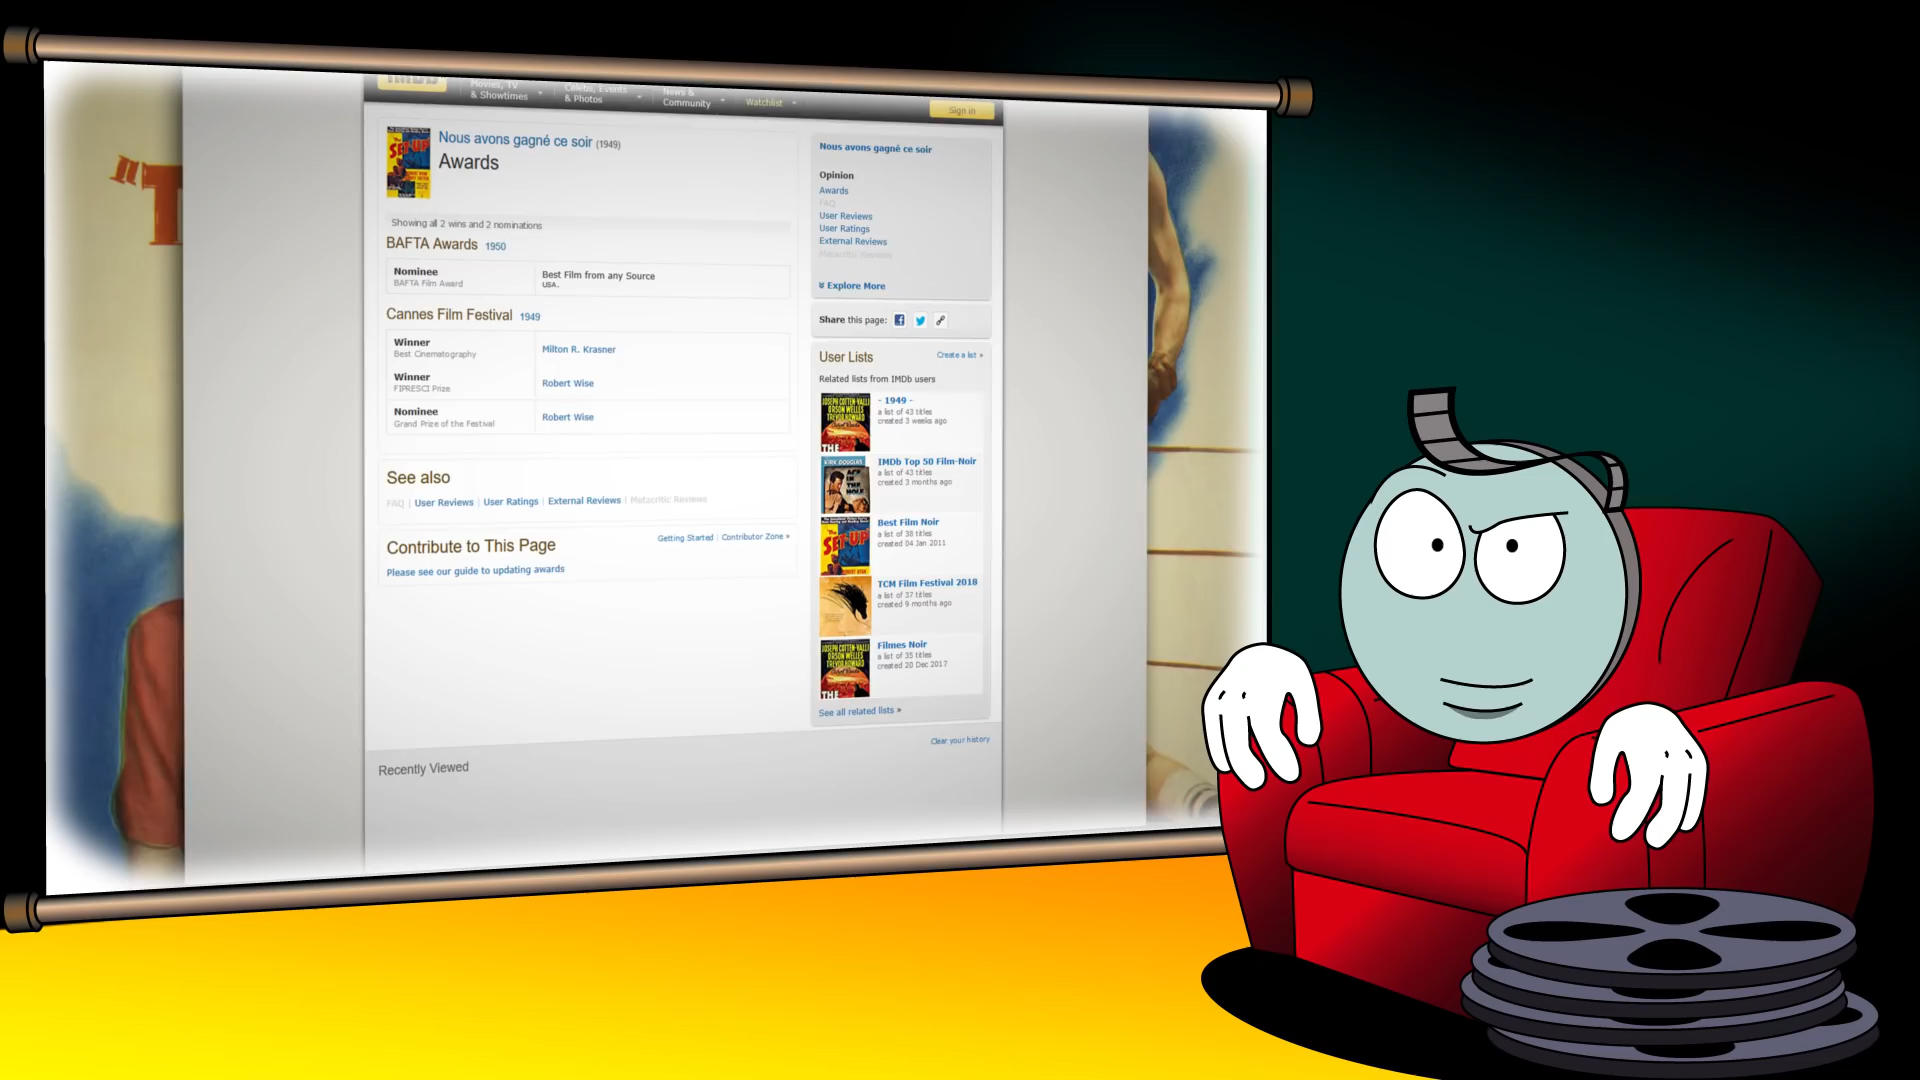 "T
IMDb
Movies, TV
& Showtimes
Celebs, Events
& Photos
News &
Community
Watchlist
Sign in
Nous avons gagné ce soir (1949)
Awards
Showing all 2 wins and 2 nominations
BAFTA Awards 1950
Nominee
BAFTA Film Award
Best Film from any Source
USA.
Cannes Film Festival 1949
Winner
Best Cinematography
Milton R. Krasner
Winner
FIPRESCI Prize
Robert Wise
Nominee
Grand Prize of the Festival
Robert Wise
See also
FAQ | User Reviews | User Ratings | External Reviews | Metacritic Reviews
Contribute to This Page
Getting Started | Contributor Zone »
Please see our guide to updating awards
Recently Viewed
Nous avons gagné ce soir
Opinion
Awards
FAQ
User Reviews
User Ratings
External Reviews
Metacritic Reviews
Explore More
Share this page:
User Lists
Create a list »
Related lists from IMDb users
- 1949 -
a list of 43 titles
created 3 weeks ago
IMDb Top 50 Film-Noir
a list of 43 titles
created 3 months ago
Best Film Noir
a list of 38 titles
created 04 Jan 2011
TCM Film Festival 2018
a list of 37 titles
created 9 months ago
Filmes Noir
a list of 35 titles
created 20 Dec 2017
See all related lists »
Clear your history